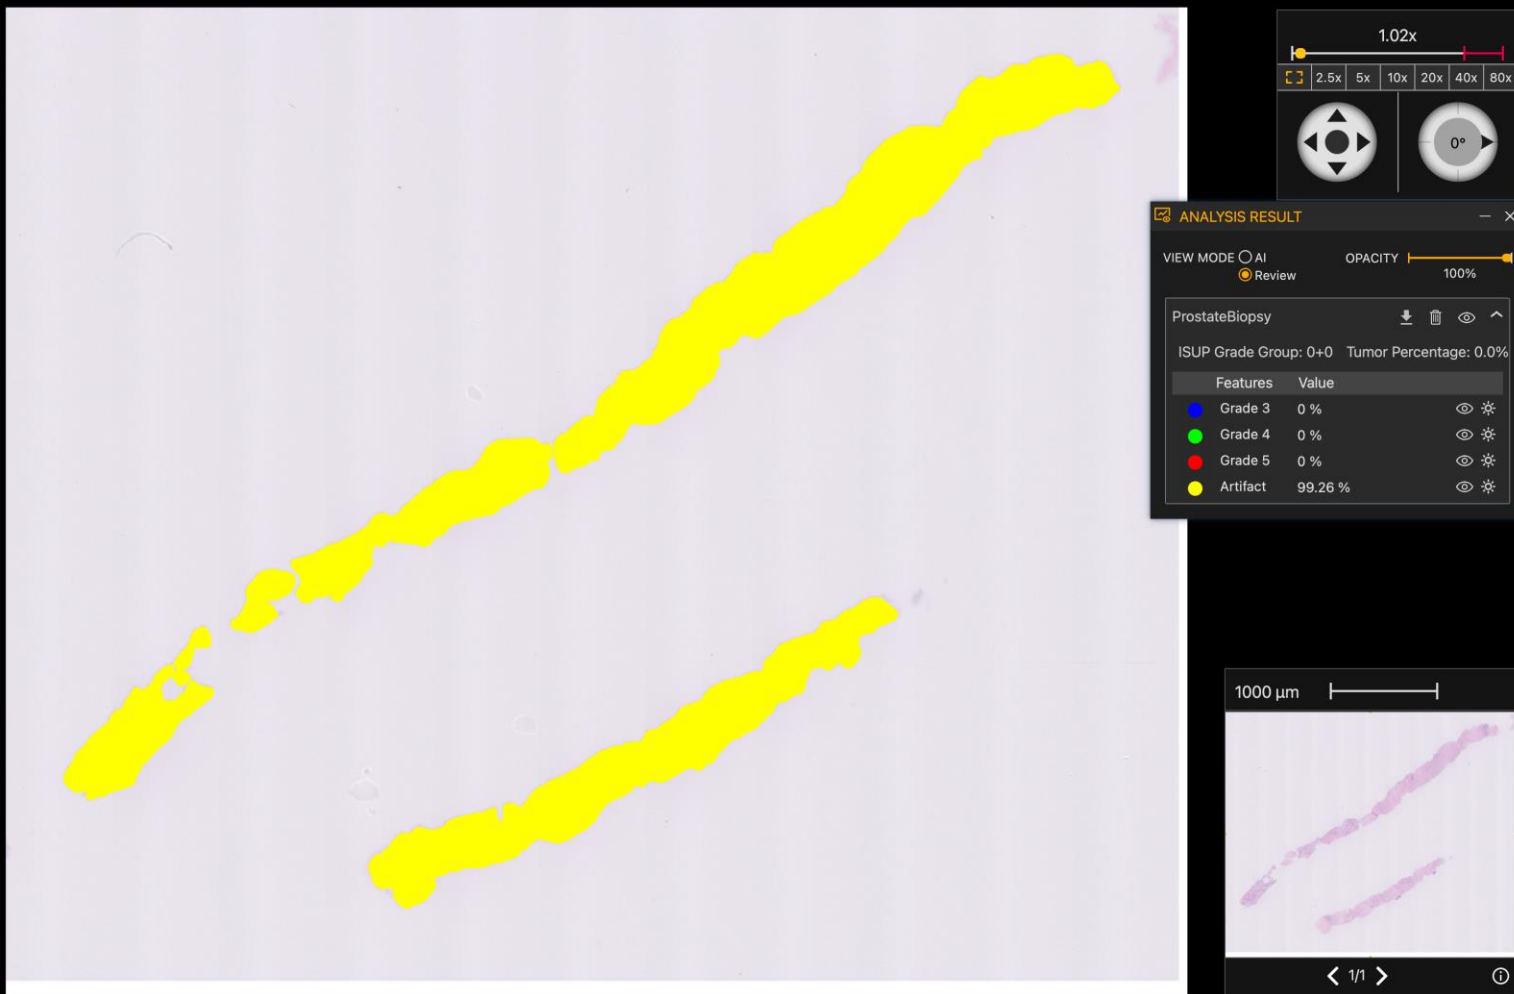 1.02x
2.5x 5x 10x 20x 40x 80x
0°
ANALYSIS RESULT
VIEW MODE AI OPACITY
Review 100%
ProstateBiopsy
ISUP Grade Group: 0+0 Tumor Percentage: 0.0%
Features Value
Grade 3 0 %
Grade 4 0 %
Grade 5 0 %
Artifact 99.26 %
1000 µm
1/1